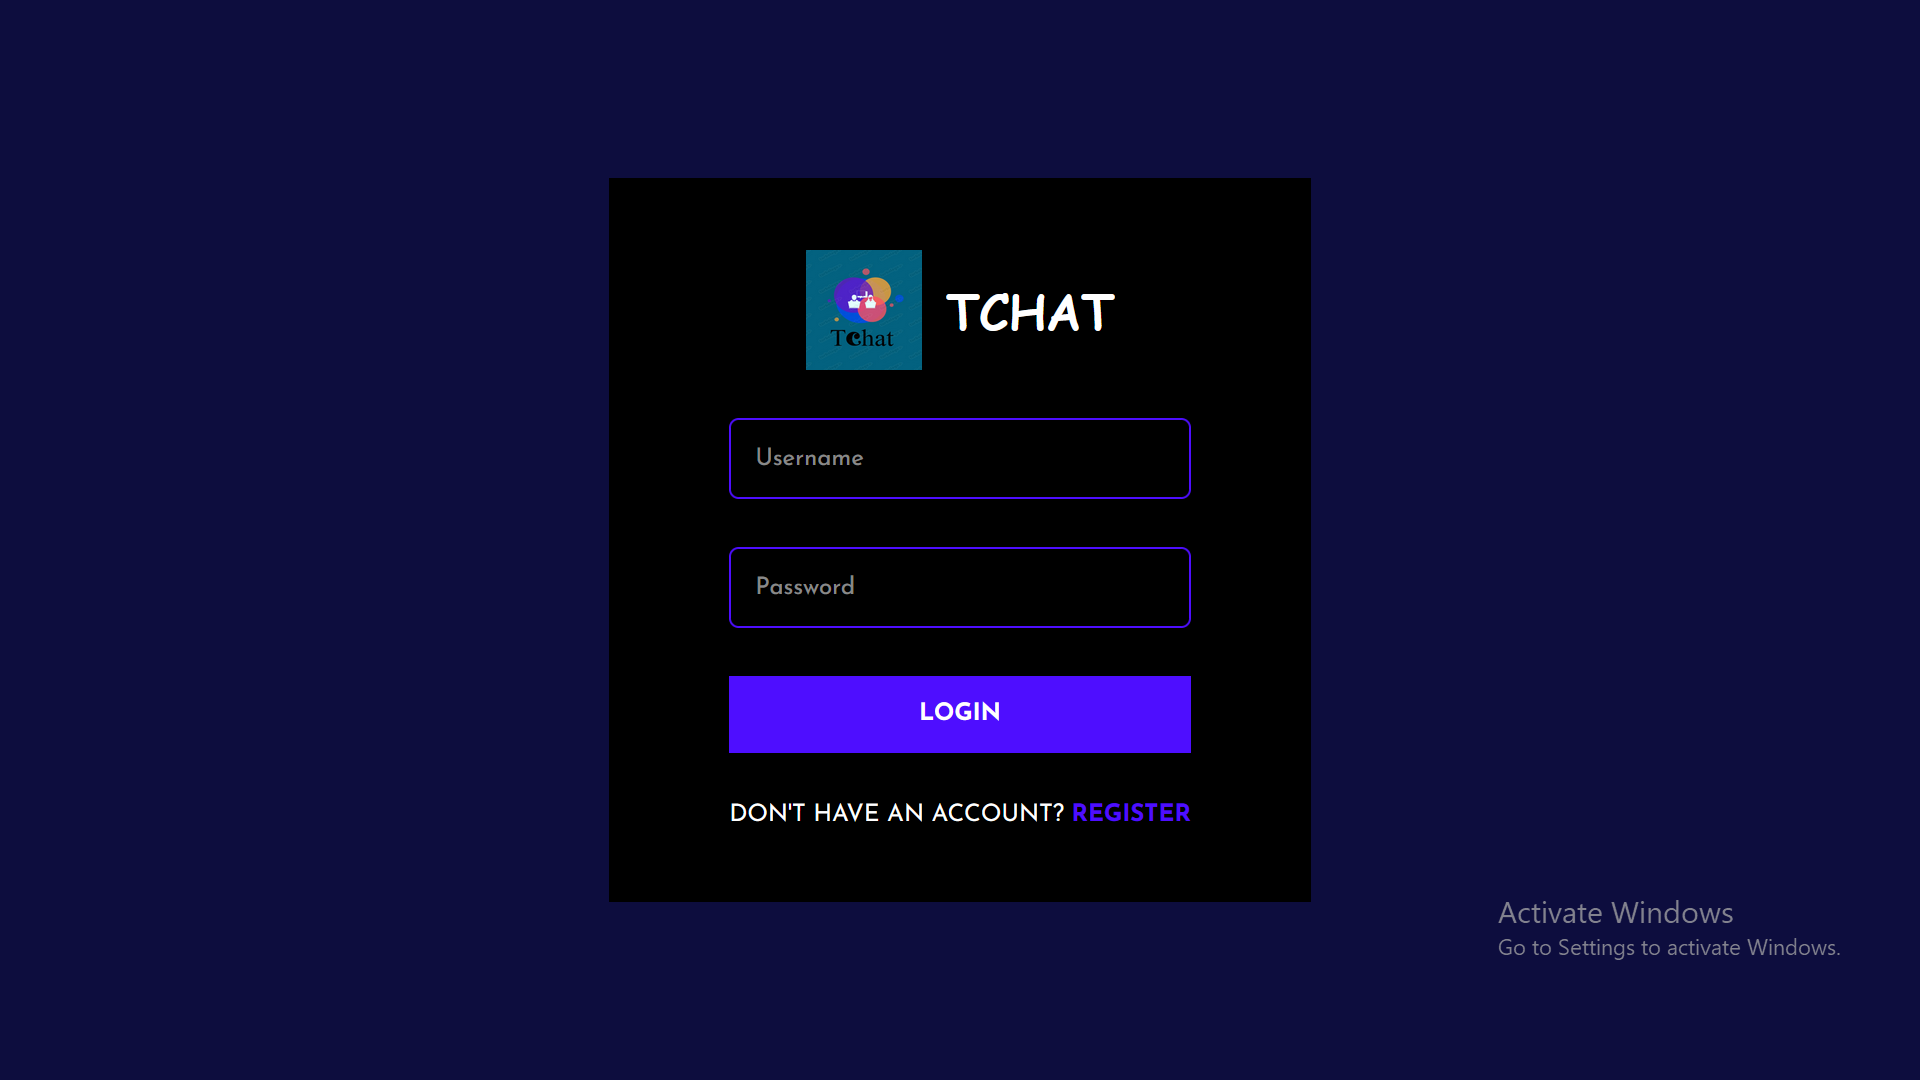 Tchat
TCHAT
Username
Password
LOGIN
DON'T HAVE AN ACCOUNT? REGISTER
Activate Windows
Go to Settings to activate Windows.